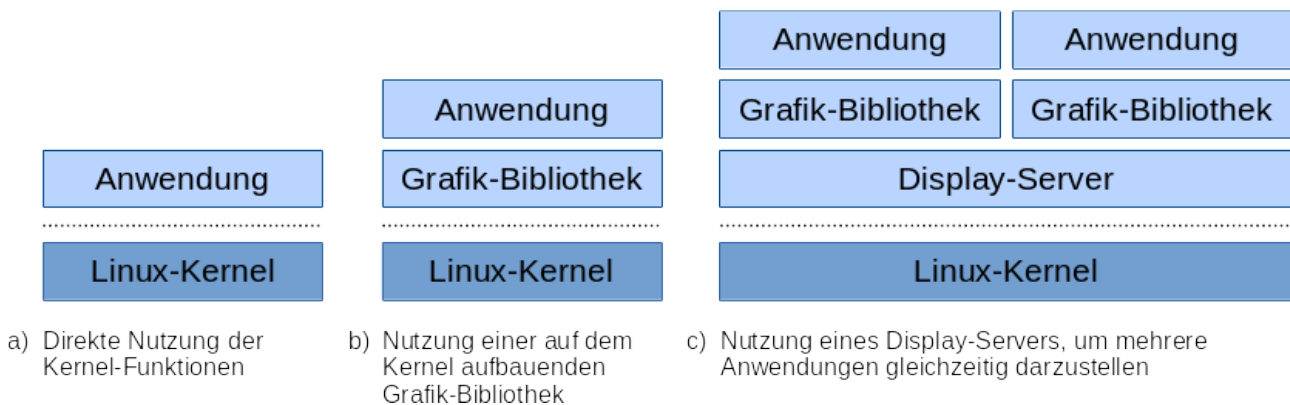 Anwendung
Linux-Kernel
a) Direkte Nutzung der
Kernel-Funktionen
Anwendung
Grafik-Bibliothek
Linux-Kernel
b) Nutzung einer auf dem
Kernel aufbauenden
Grafik-Bibliothek
Anwendung Anwendung
Grafik-Bibliothek Grafik-Bibliothek
Display-Server
Linux-Kernel
c) Nutzung eines Display-Servers, um mehrere
Anwendungen gleichzeitig darzustellen